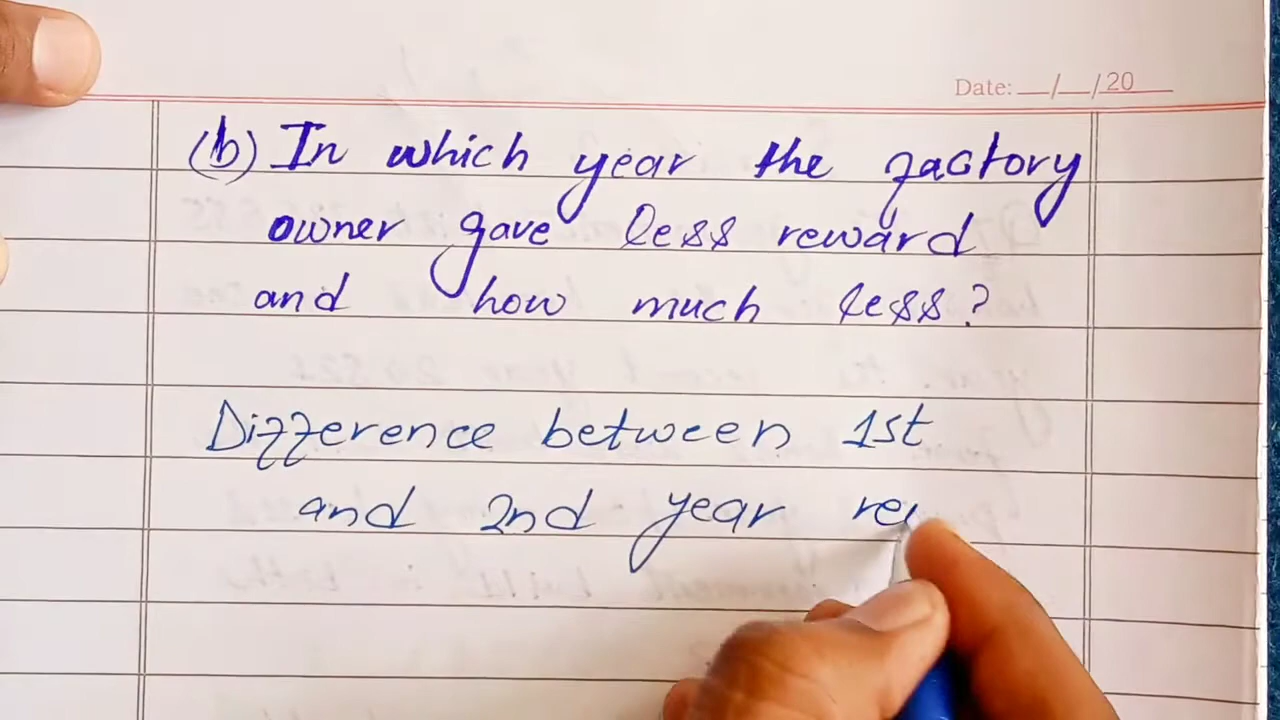 Date: __/__/20__
(b) In which year the factory
owner gave less reward
and how much less?
Difference between 1st
and 2nd year re